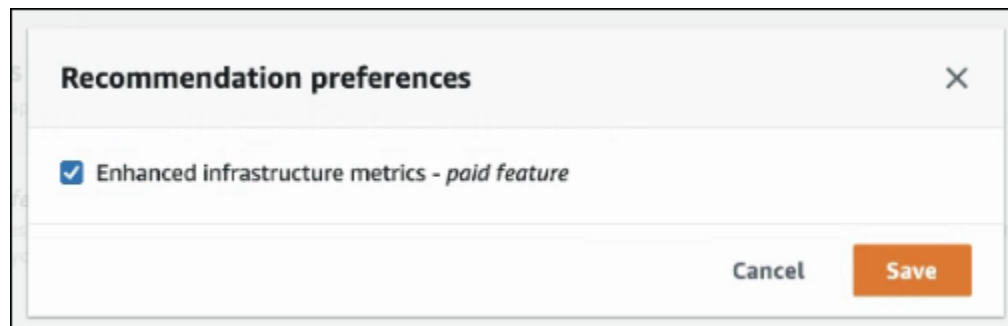 Recommendation preferences
Enhanced infrastructure metrics - paid feature
Cancel
Save